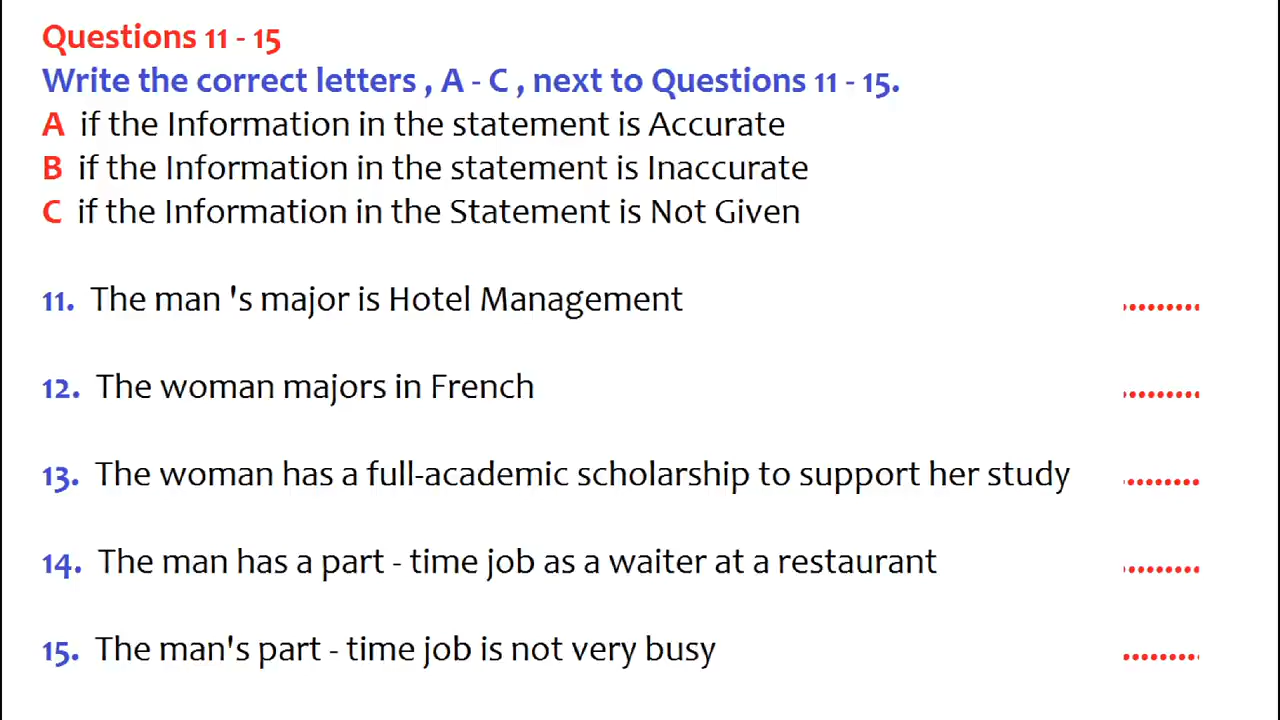 Questions 11 - 15
Write the correct letters , A - C , next to Questions 11 - 15.
A if the Information in the statement is Accurate
B if the Information in the statement is Inaccurate
C if the Information in the Statement is Not Given
11. The man 's major is Hotel Management ..........
12. The woman majors in French ..........
13. The woman has a full-academic scholarship to support her study ..........
14. The man has a part - time job as a waiter at a restaurant ..........
15. The man's part - time job is not very busy ..........